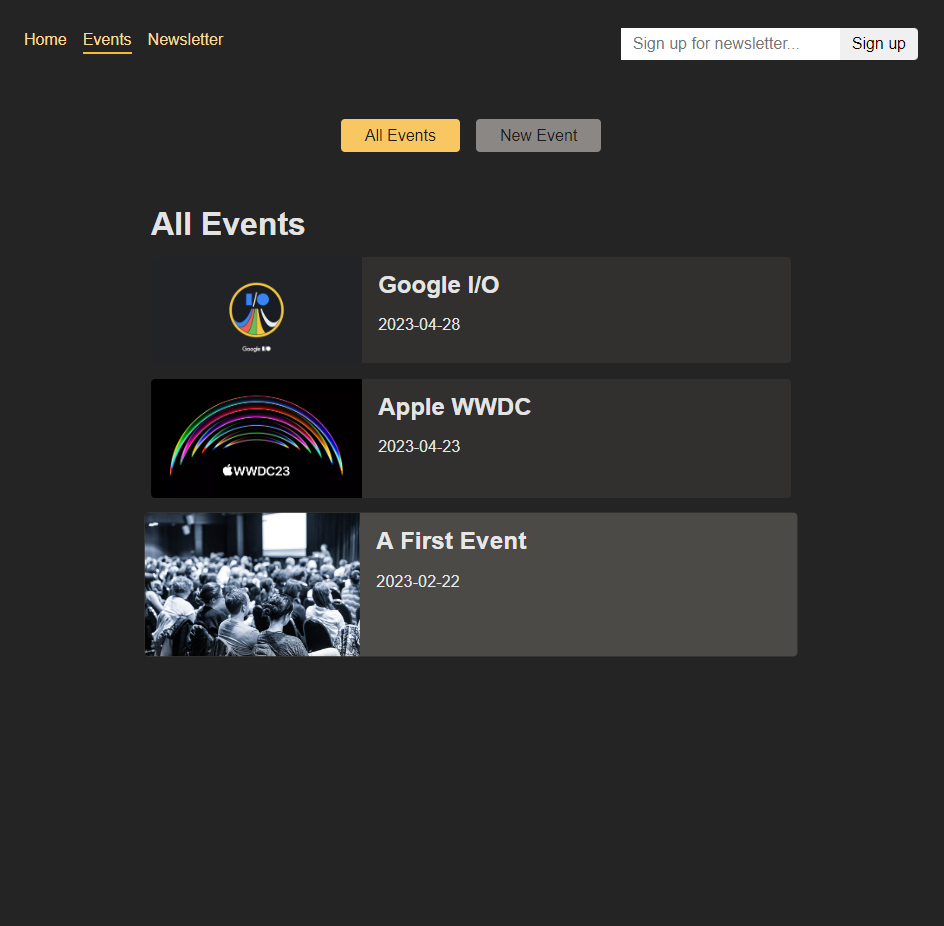 Home Events Newsletter
Sign up for newsletter... Sign up
All Events New Event
All Events
Google I/O
2023-04-28
I/O
Google I/O
Apple WWDC
2023-04-23
WWDC23
A First Event
2023-02-22